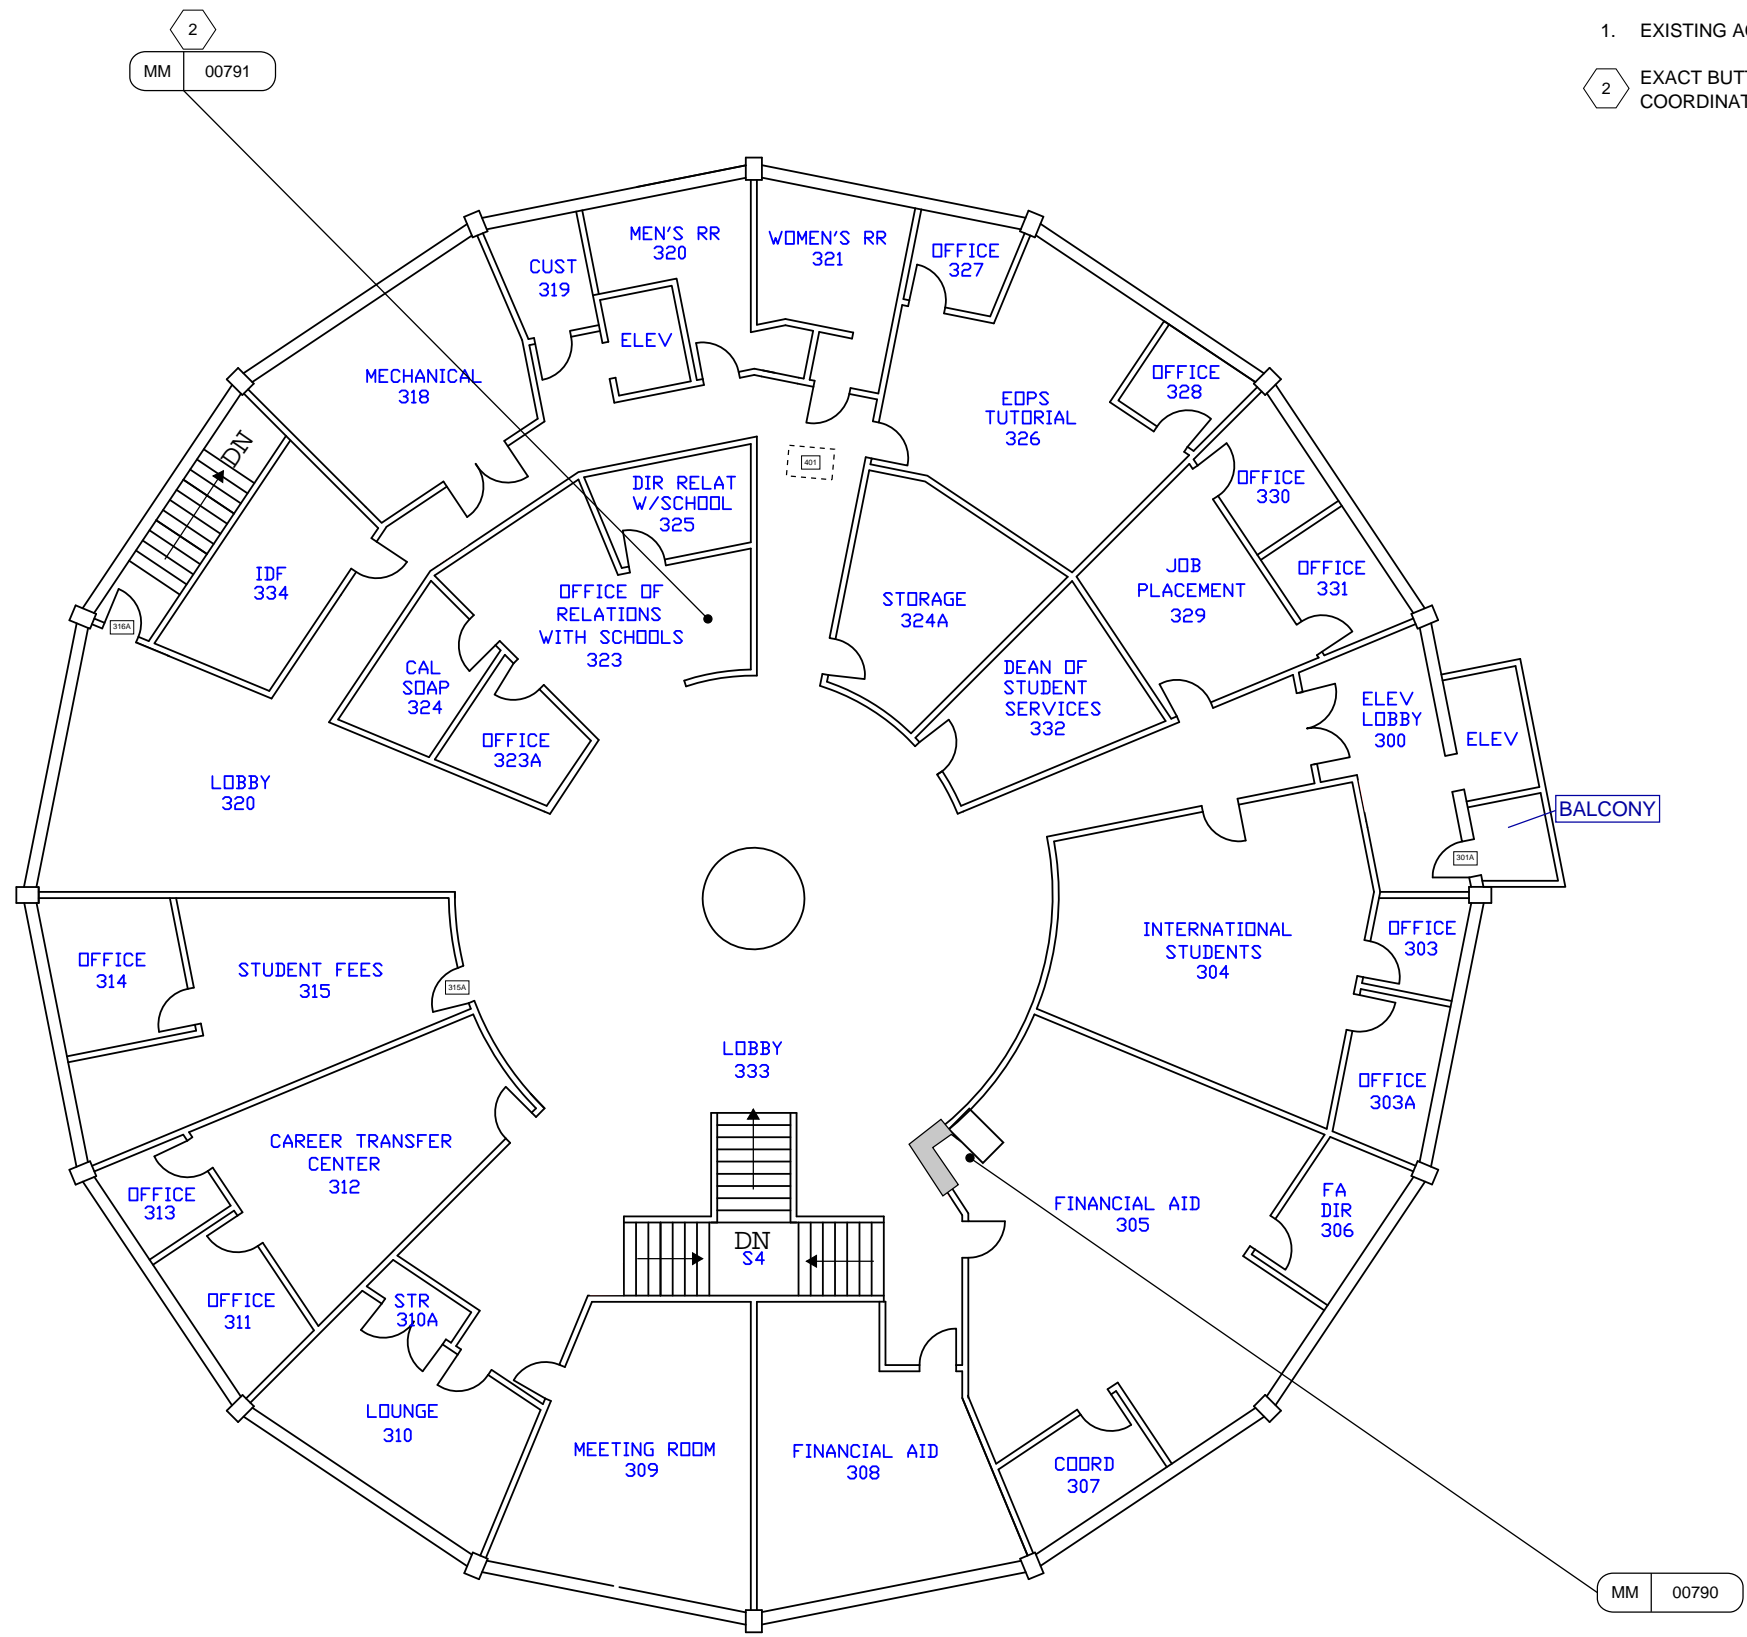 2
MM 00791
1. EXISTING A
2 EXACT BUT
COORDINAT
MEN'S RR
320
WOMEN'S RR
321
OFFICE
327
CUST
319
ELEV
MECHANICAL
318
OFFICE
328
EOPS
TUTORIAL
326
DN
401
DIR RELAT
W/SCHOOL
325
OFFICE
330
IDF
334
JOB
PLACEMENT
329
OFFICE
331
OFFICE OF
RELATIONS
WITH SCHOOLS
323
STORAGE
324A
316A
CAL
SOAP
324
DEAN OF
STUDENT
SERVICES
332
ELEV
LOBBY
300
ELEV
OFFICE
323A
LOBBY
320
BALCONY
301A
INTERNATIONAL
STUDENTS
304
OFFICE
303
OFFICE
314
STUDENT FEES
315
315A
LOBBY
333
OFFICE
303A
CAREER TRANSFER
CENTER
312
OFFICE
313
FINANCIAL AID
305
FA
DIR
306
DN
S4
OFFICE
311
STR
310A
LOUNGE
310
MEETING ROOM
309
FINANCIAL AID
308
COORD
307
MM 00790